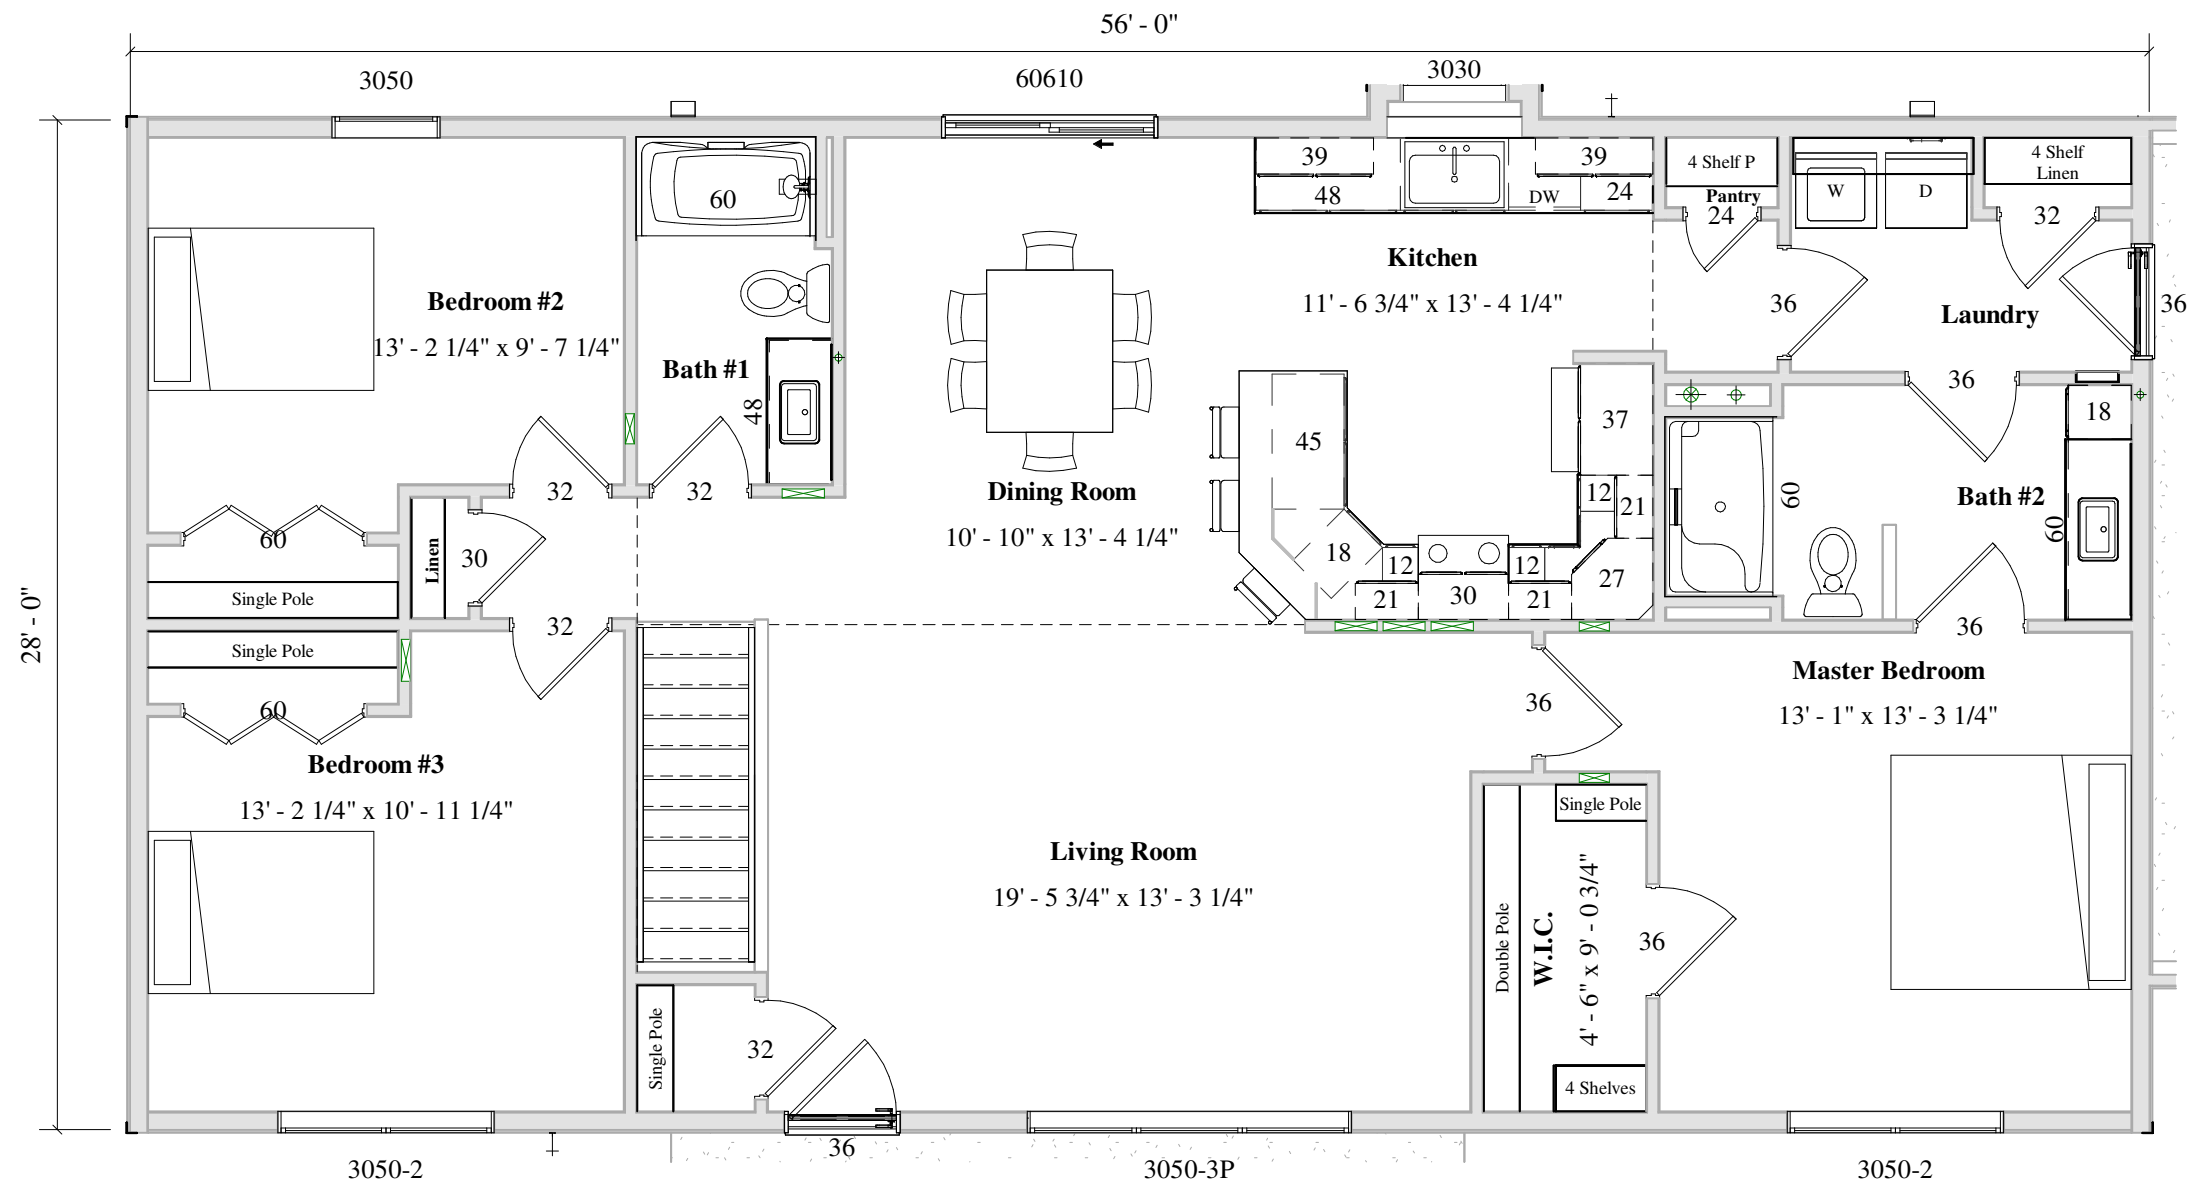 56' - 0"
3050
60610
3030
28' - 0"
60
39
48
39
DW
24
4 Shelf P
Pantry
24
W
D
4 Shelf
Linen
32
36
36
Laundry
36
Kitchen
11' - 6 3/4" x 13' - 4 1/4"
Bedroom #2
13' - 2 1/4" x 9' - 7 1/4"
Bath #1
48
32
32
60
Single Pole
Linen
30
32
Dining Room
10' - 10" x 13' - 4 1/4"
45
37
12
21
18
12
12
27
21
30
21
60
18
Bath #2
60
36
Single Pole
60
Bedroom #3
13' - 2 1/4" x 10' - 11 1/4"
36
Master Bedroom
13' - 1" x 13' - 3 1/4"
Living Room
19' - 5 3/4" x 13' - 3 1/4"
Single Pole
Double Pole
W.I.C.
4' - 6" x 9' - 0 3/4"
36
4 Shelves
Single Pole
32
36
3050-2
3050-3P
3050-2